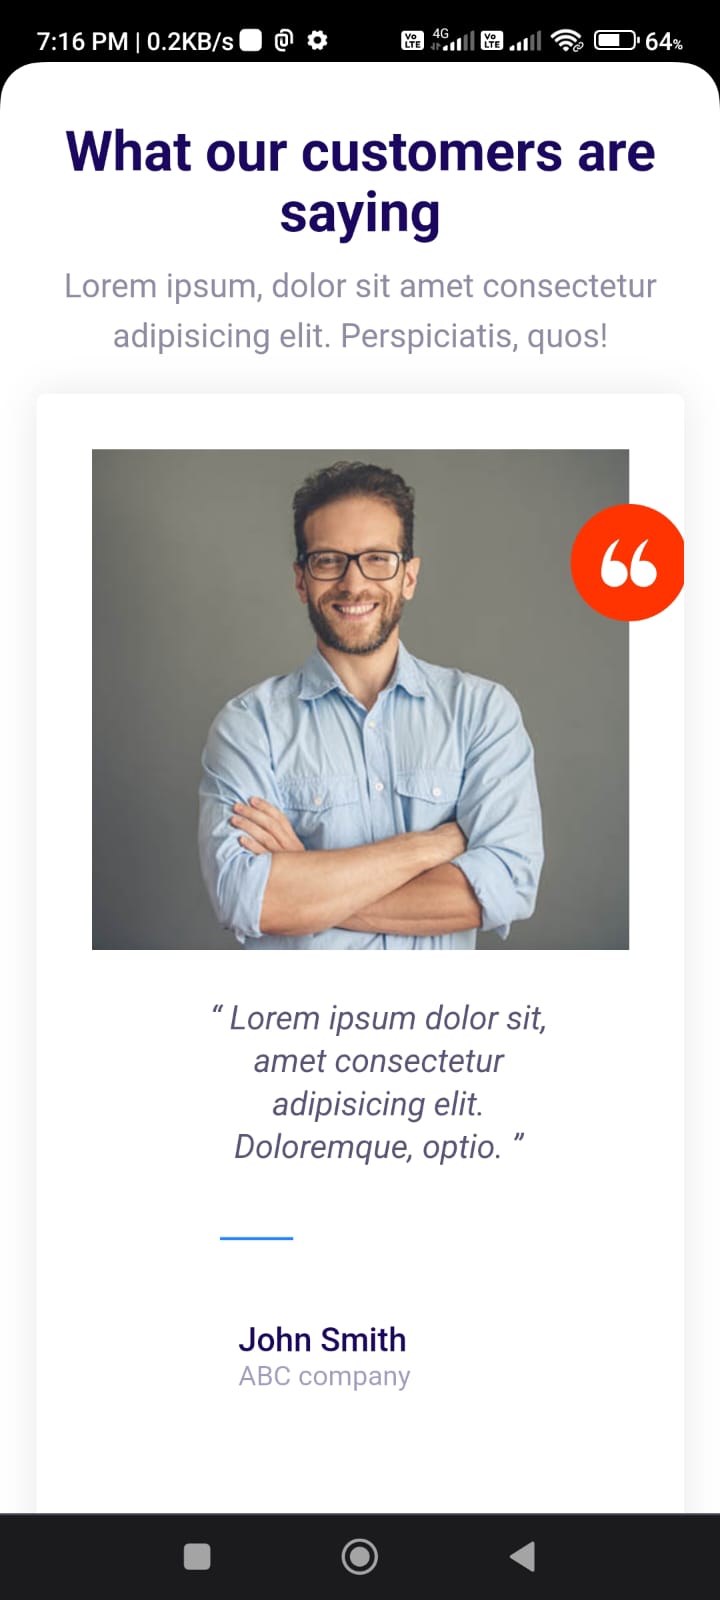 7:16 PM | 0.2KB/s Vo LTE 4G Vo LTE 64%
What our customers are
saying
Lorem ipsum, dolor sit amet consectetur
adipisicing elit. Perspiciatis, quos!
“
“ Lorem ipsum dolor sit,
amet consectetur
adipisicing elit.
Doloremque, optio. ”
John Smith
ABC company